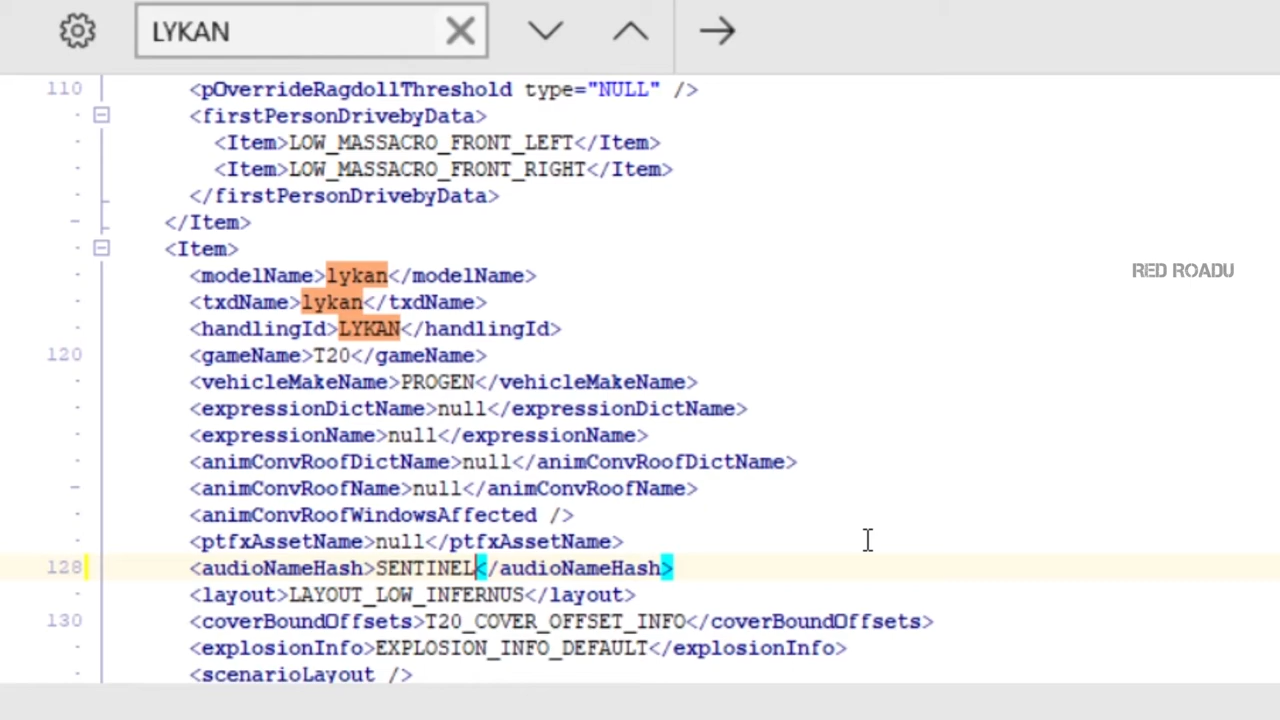 LYKAN
110 <pOverrideRagdollThreshold type="NULL" />
<firstPersonDrivebyData>
<Item>LOW_MASSACRO_FRONT_LEFT</Item>
<Item>LOW_MASSACRO_FRONT_RIGHT</Item>
</firstPersonDrivebyData>
</Item>
<Item>
<modelName>lykan</modelName>
RED ROADU
<txdName>lykan</txdName>
<handlingId>LYKAN</handlingId>
120 <gameName>T20</gameName>
<vehicleMakeName>PROGEN</vehicleMakeName>
<expressionDictName>null</expressionDictName>
<expressionName>null</expressionName>
<animConvRoofDictName>null</animConvRoofDictName>
<animConvRoofName>null</animConvRoofName>
<animConvRoofWindowsAffected />
<ptfxAssetName>null</ptfxAssetName>
128 <audioNameHash>SENTINEL</audioNameHash>
<layout>LAYOUT_LOW_INFERNUS</layout>
130 <coverBoundOffsets>T20_COVER_OFFSET_INFO</coverBoundOffsets>
<explosionInfo>EXPLOSION_INFO_DEFAULT</explosionInfo>
<scenarioLayout />